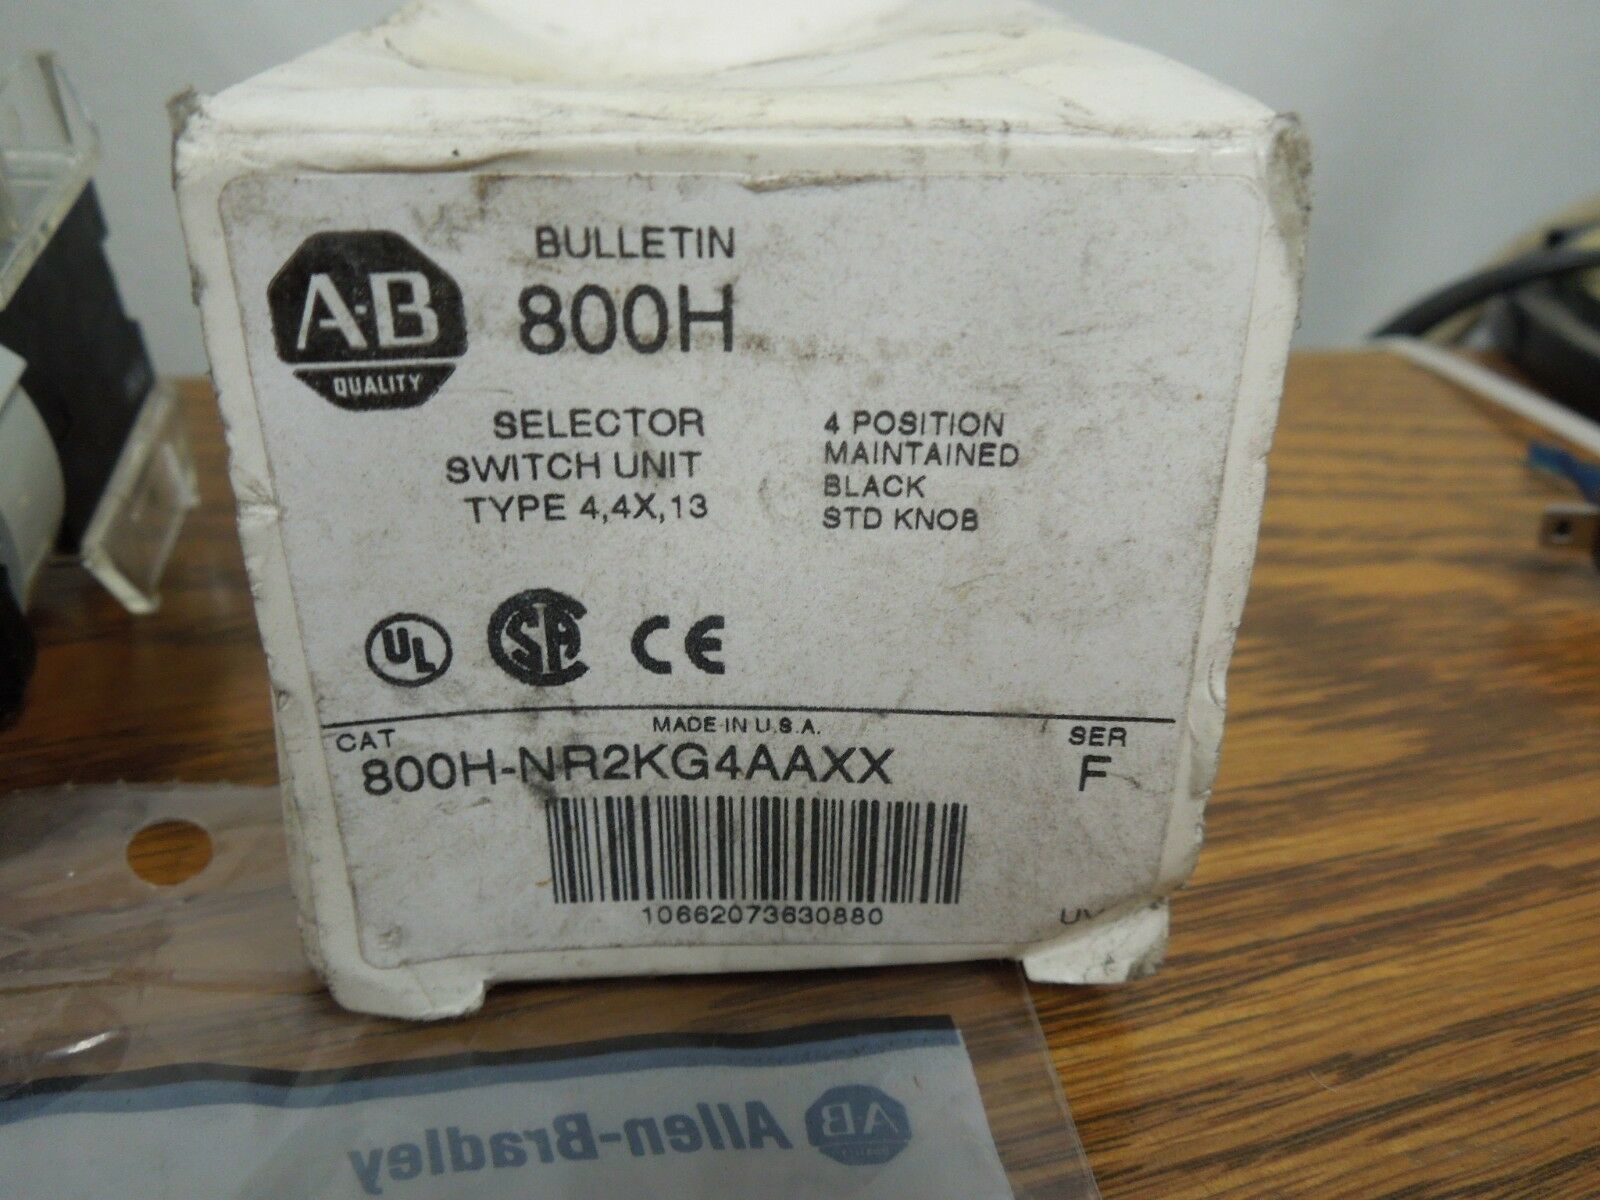 A·B
QUALITY
BULLETIN
800H
SELECTOR
SWITCH UNIT
TYPE 4,4X,13
4 POSITION
MAINTAINED
BLACK
STD KNOB
UL
SA
CE
MADE IN U.S.A.
CAT
800H-NR2KG4AAXX
SER
F
10662073630880
UV
AB Allen-Bradley